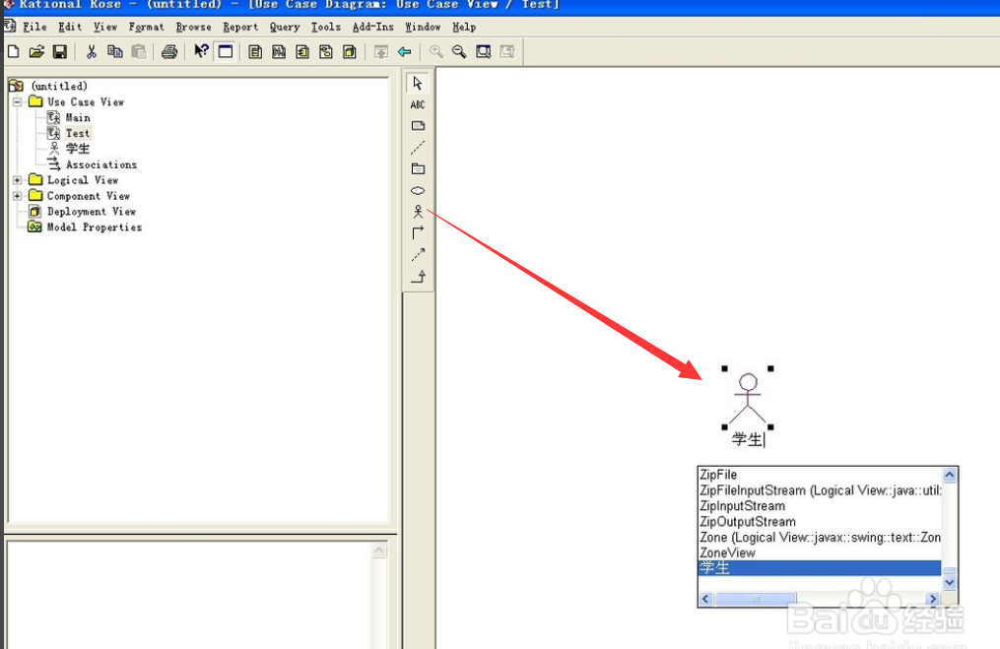 Rational Rose - (untitled) - [Use Case Diagram: Use Case View / Test]
File Edit View Format Browse Report Query Tools Add-Ins Window Help
(untitled)
Use Case View
Main
Test
学生
Associations
Logical View
Component View
Deployment View
Model Properties
ABC
学生
ZipFile
ZipFileInputStream (Logical View::java::util:
ZipInputStream
ZipOutputStream
Zone (Logical View::javax::swing::text::Zon
ZoneView
学生
Baidu 经验
jingyan.baidu.com